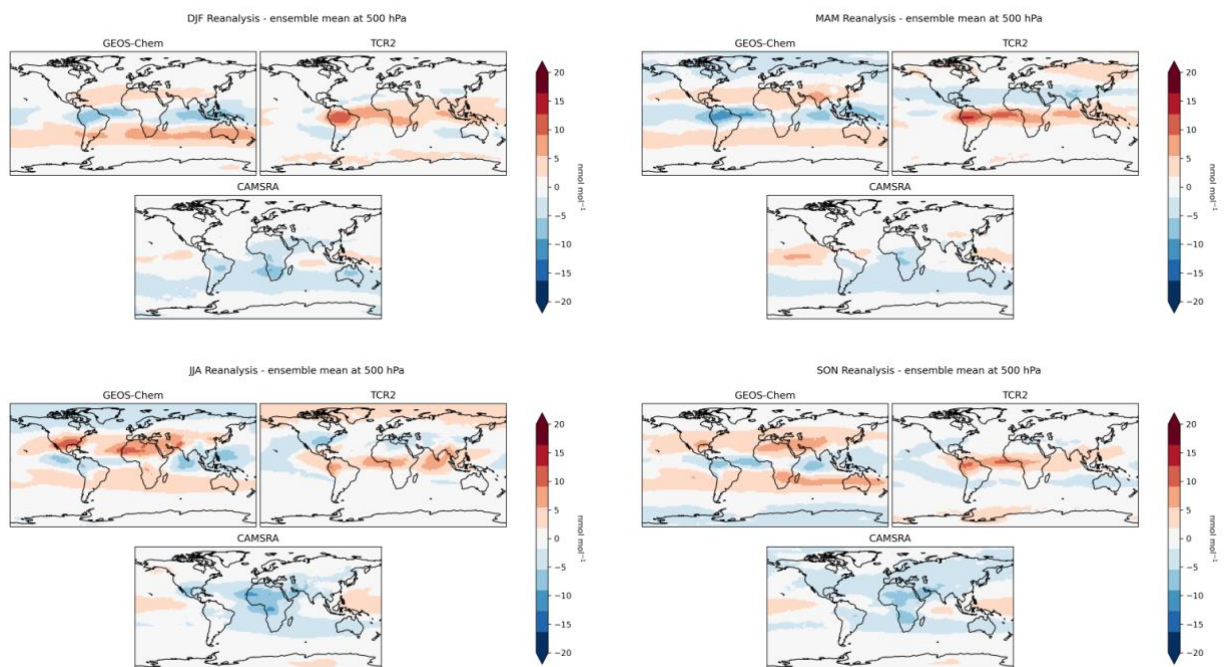 DJF Reanalysis - ensemble mean at 500 hPa
GEOS-Chem TCR2
CAMSRA
20
15
10
5
0
−5
−10
−15
−20
nmol mol⁻¹
MAM Reanalysis - ensemble mean at 500 hPa
GEOS-Chem TCR2
CAMSRA
20
15
10
5
0
−5
−10
−15
−20
nmol mol⁻¹
JJA Reanalysis - ensemble mean at 500 hPa
GEOS-Chem TCR2
CAMSRA
20
15
10
5
0
−5
−10
−15
−20
nmol mol⁻¹
SON Reanalysis - ensemble mean at 500 hPa
GEOS-Chem TCR2
CAMSRA
20
15
10
5
0
−5
−10
−15
−20
nmol mol⁻¹